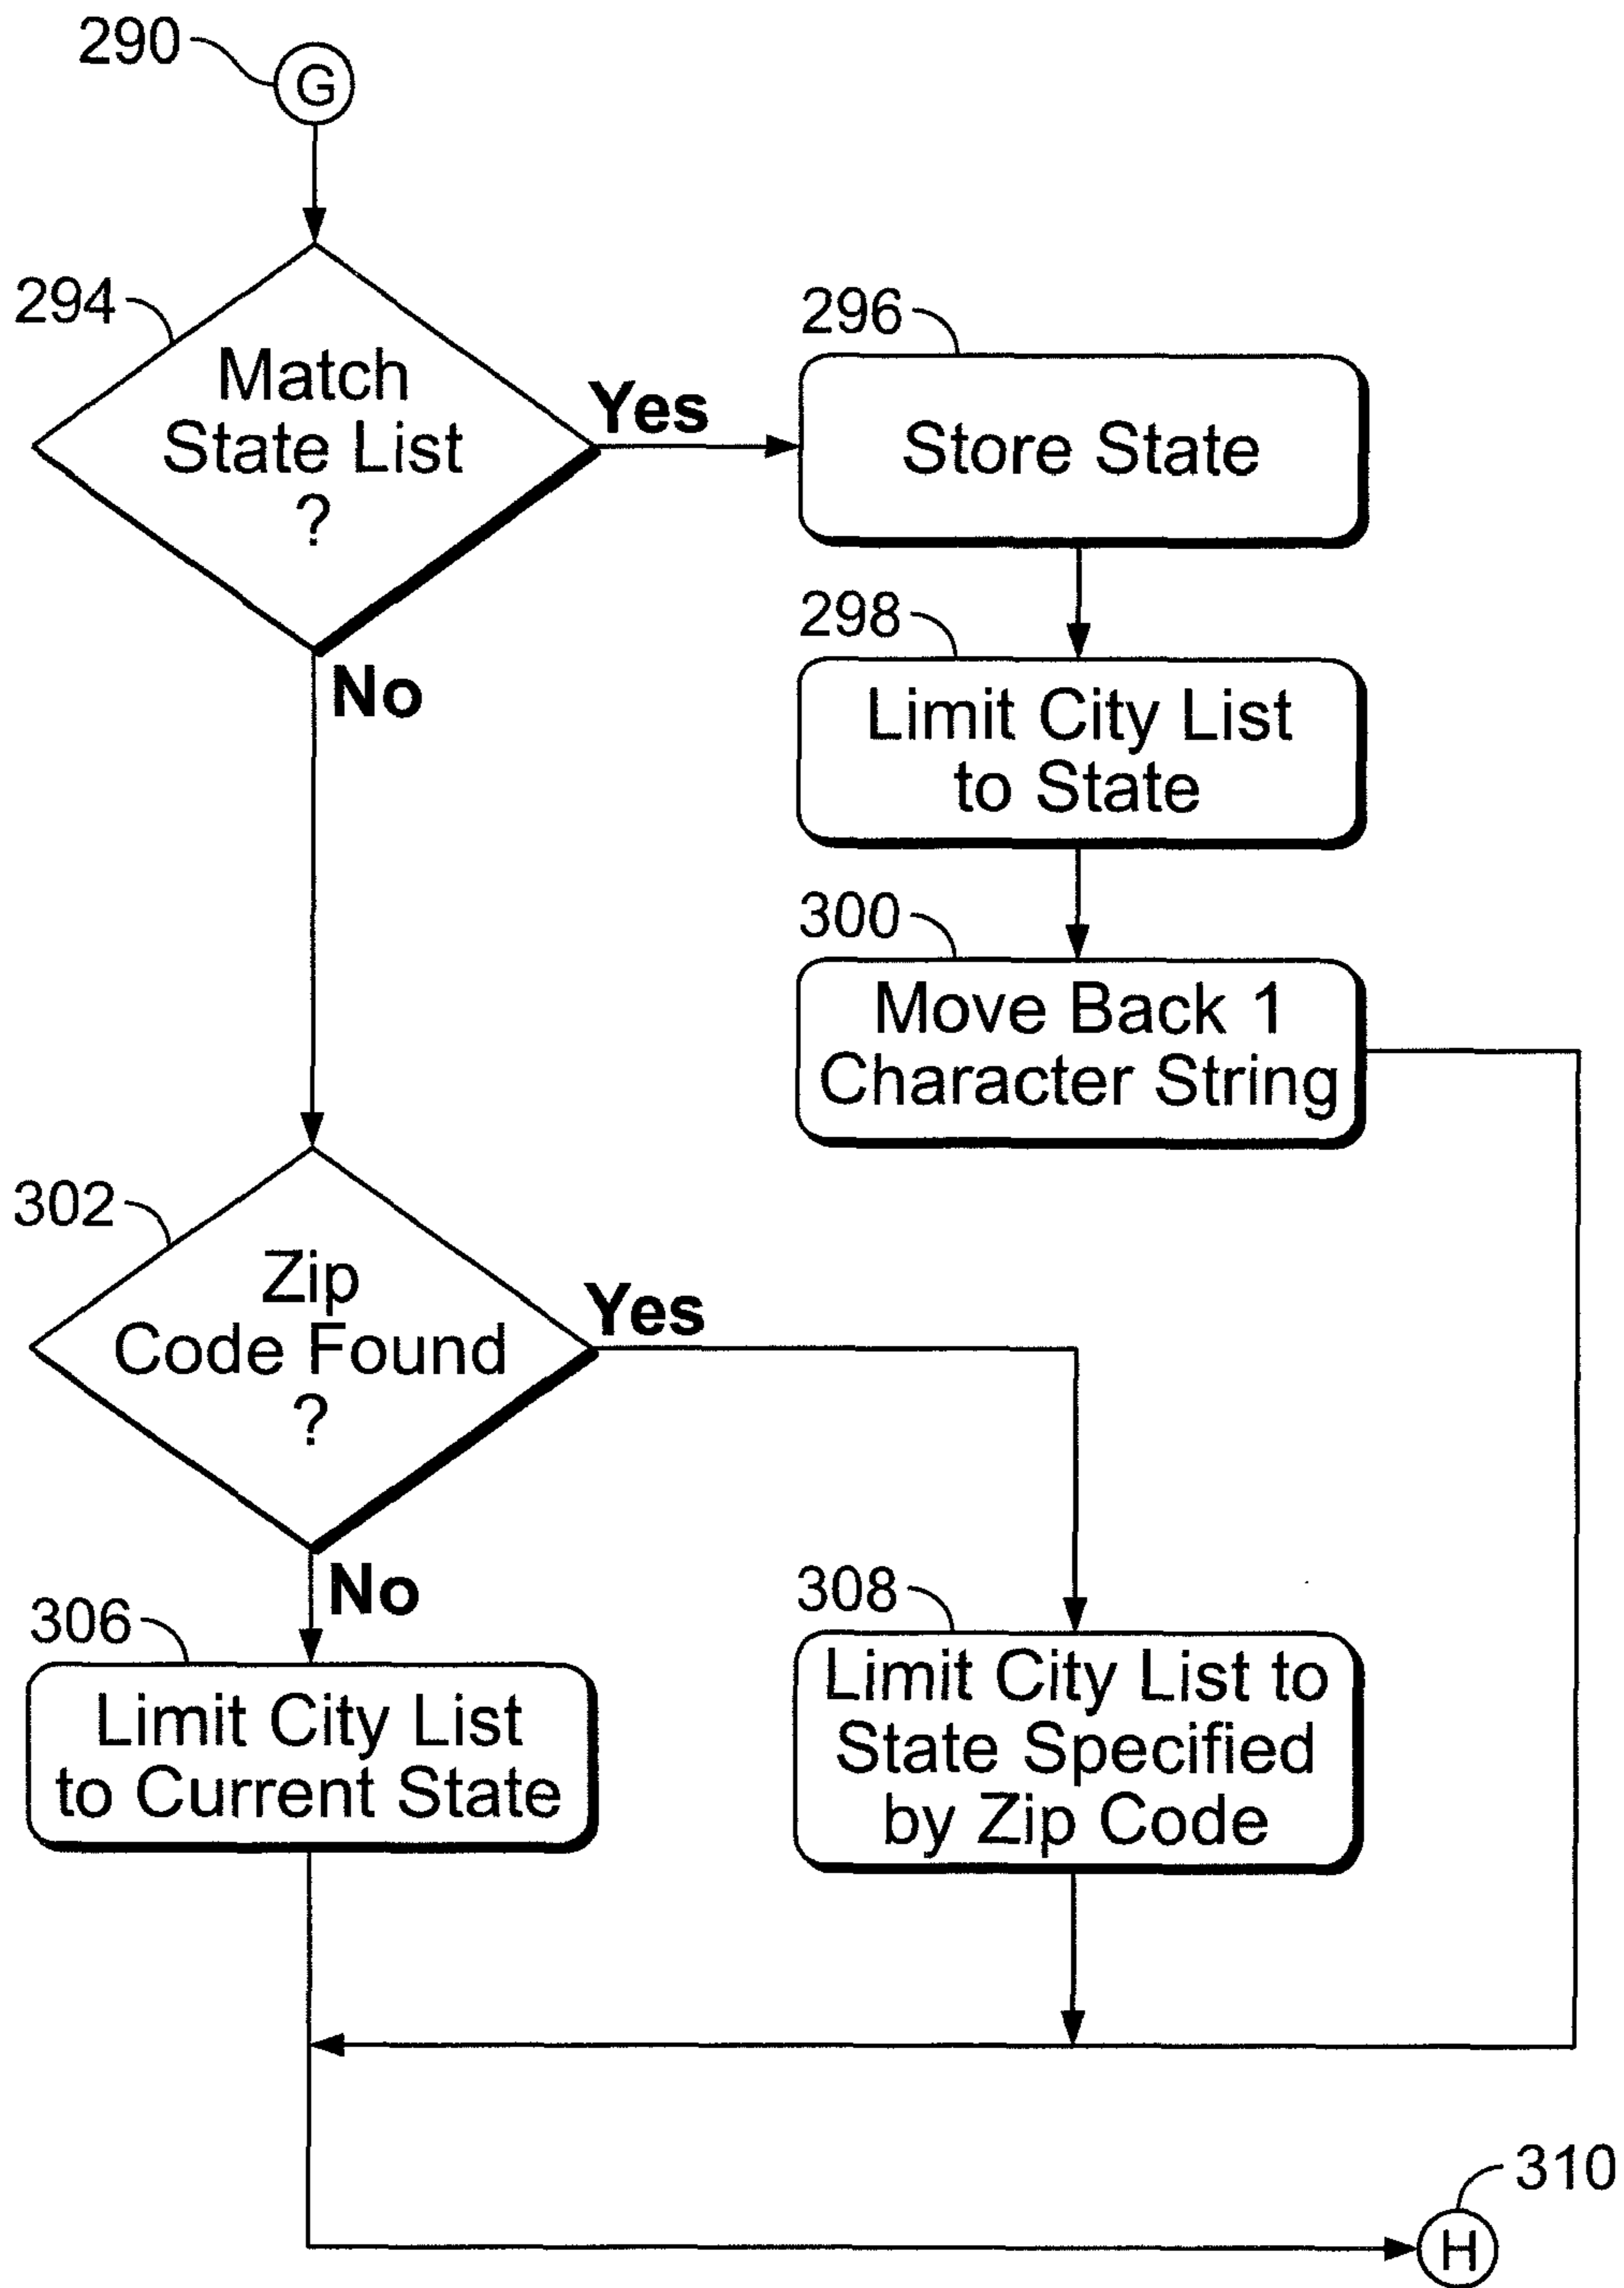 290
G
294
Match
State List
?
Yes
No
296
Store State
298
Limit City List
to State
300
Move Back 1
Character String
302
Zip
Code Found
?
Yes
No
306
Limit City List
to Current State
308
Limit City List to
State Specified
by Zip Code
310
H